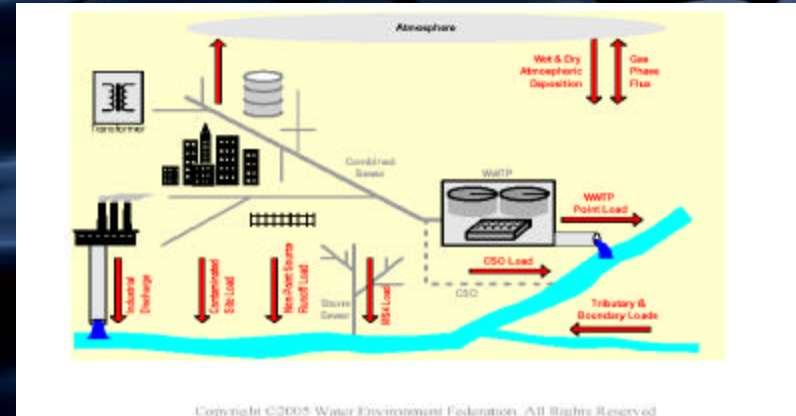 Atmosphere
Wet & Dry
Atmospheric
Deposition
Gas
Phase
Flux
Transformer
Combined
Sewer
WWTP
WWTP
Point Load
CSO Load
CSO
Industrial
Discharge
Contaminated
Site Load
Non-Point Source
Runoff Load
Storm
Sewer
MS4 Load
Tributary &
Boundary Loads
Copyright ©2005 Water Environment Federation. All Rights Reserved